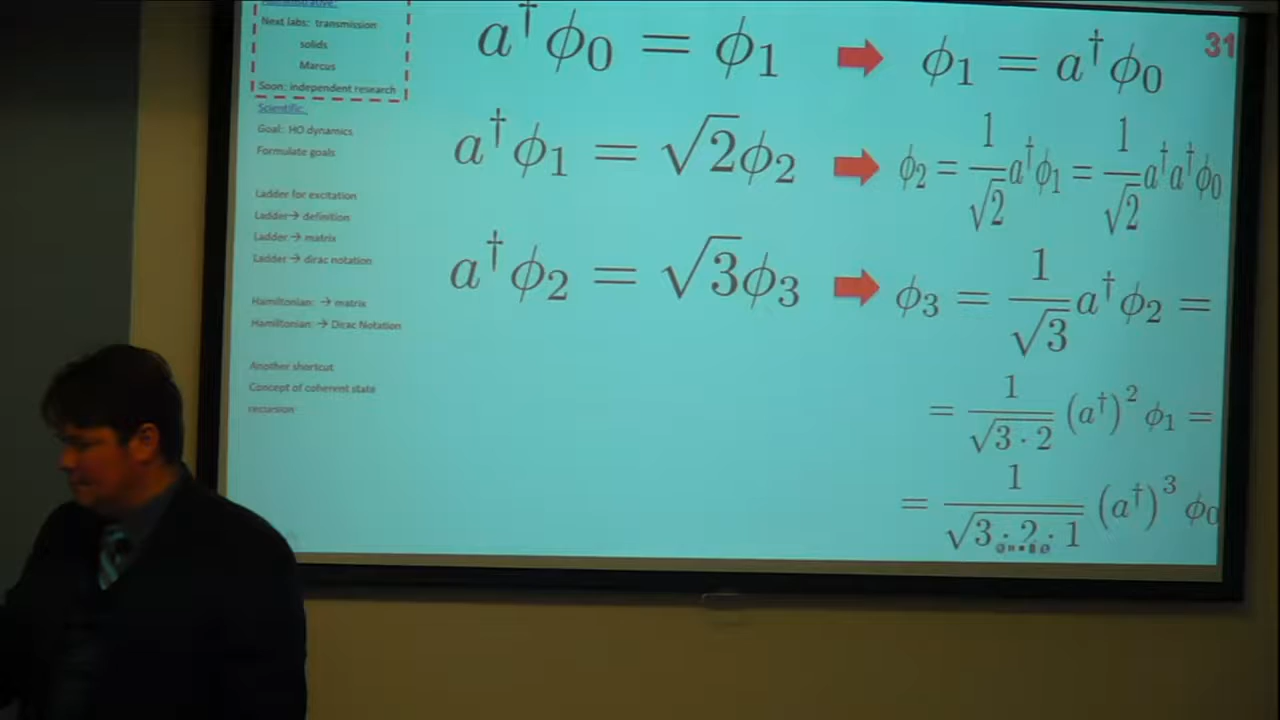 Administrative:
Next labs: transmission
solids
Marcus
Soon: independent research
Scientific:
Goal: HO dynamics
Formulate goals
Ladder for excitation
Ladder→ definition
Ladder → matrix
Ladder → dirac notation
Hamiltonian: → matrix
Hamiltonian: → Dirac Notation
Another shortcut
Concept of coherent state
recursion
31
a†ϕ₀ = ϕ₁ ➡ ϕ₁ = a†ϕ₀
a†ϕ₁ = √2ϕ₂ ➡ ϕ₂ = 1/√2 a†ϕ₁ = 1/√2 a†a†ϕ₀
a†ϕ₂ = √3ϕ₃ ➡ ϕ₃ = 1/√3 a†ϕ₂ =
= 1/√(3 · 2) (a†)² ϕ₁ =
= 1/√(3 · 2 · 1) (a†)³ ϕ₀